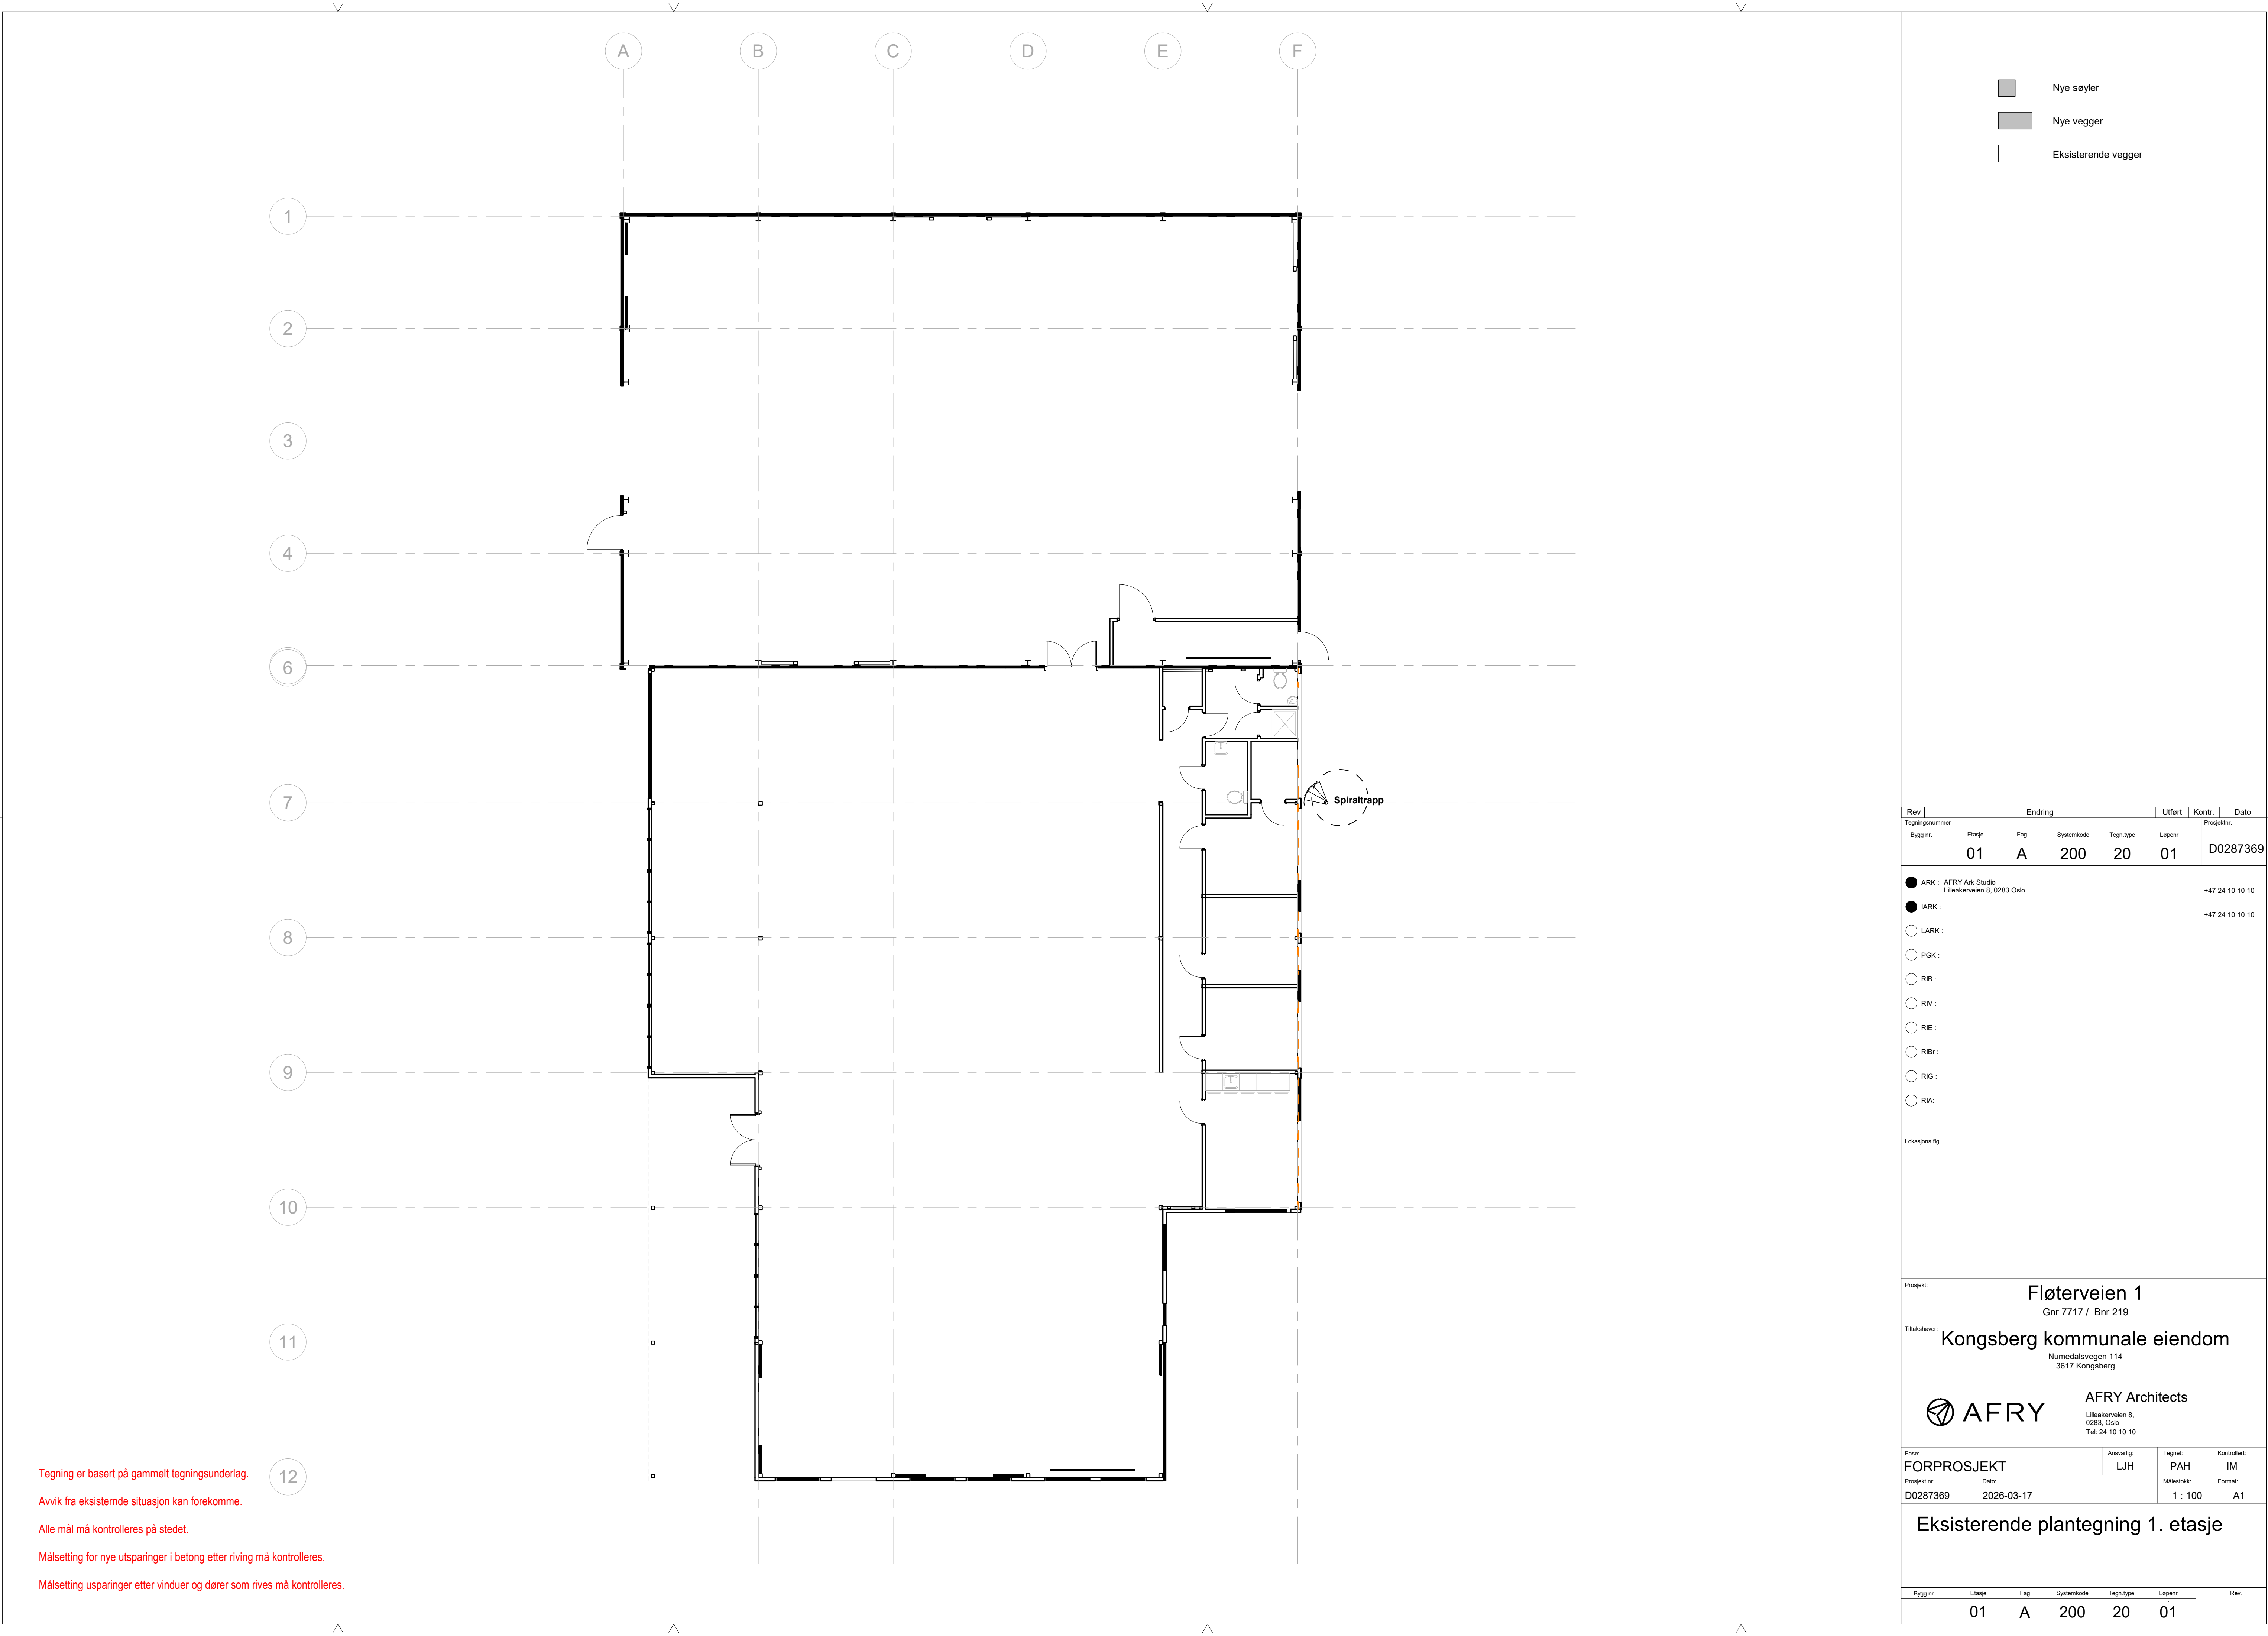 A B C D E F
1
2
3
4
6
7
8
9
10
11
12
Spiraltrapp
Tegning er basert på gammelt tegningsunderlag.
Avvik fra eksisternde situasjon kan forekomme.
Alle mål må kontrolleres på stedet.
Målsetting for nye utsparinger i betong etter riving må kontrolleres.
Målsetting usparinger etter vinduer og dører som rives må kontrolleres.
Nye søyler
Nye vegger
Eksisterende vegger
Rev Endring Utført Kontr. Dato
Tegningsnummer Prosjektnr.
Bygg nr. Etasje Fag Systemkode Tegn.type Løpenr
01 A 200 20 01 D0287369
ARK : AFRY Ark Studio
Lilleakerveien 8, 0283 Oslo +47 24 10 10 10
IARK :
+47 24 10 10 10
LARK :
PGK :
RIB :
RIV :
RIE :
RIBr :
RIG :
RIA:
Lokasjons fig.
Prosjekt:
Fløterveien 1
Gnr 7717 / Bnr 219
Tiltakshaver:
Kongsberg kommunale eiendom
Numedalsvegen 114
3617 Kongsberg
AFRY
AFRY Architects
Lilleakerveien 8,
0283, Oslo
Tel: 24 10 10 10
Fase: Ansvarlig: Tegnet: Kontrollert:
FORPROSJEKT LJH PAH IM
Prosjekt nr: Dato: Målestokk: Format:
D0287369 2026-03-17 1 : 100 A1
Eksisterende plantegning 1. etasje
Bygg nr. Etasje Fag Systemkode Tegn.type Løpenr Rev.
01 A 200 20 01